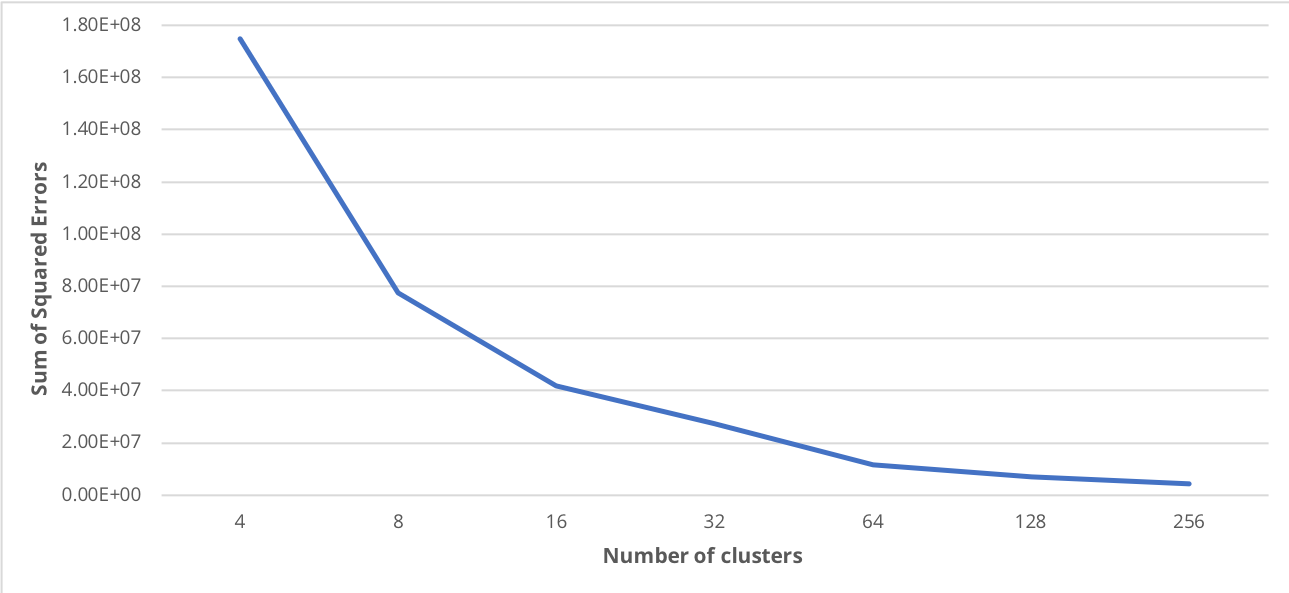 1.80E+08
1.60E+08
1.40E+08
1.20E+08
1.00E+08
8.00E+07
6.00E+07
4.00E+07
2.00E+07
0.00E+00
Sum of Squared Errors
4 8 16 32 64 128 256
Number of clusters